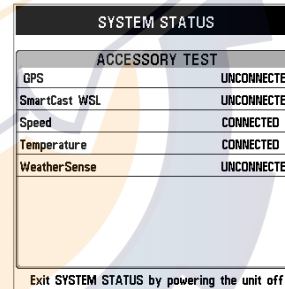 SYSTEM STATUS
ACCESSORY TEST
GPS UNCONNECTE
SmartCast WSL UNCONNECTE
Speed CONNECTED
Temperature CONNECTED
WeatherSense UNCONNECTE
Exit SYSTEM STATUS by powering the unit off